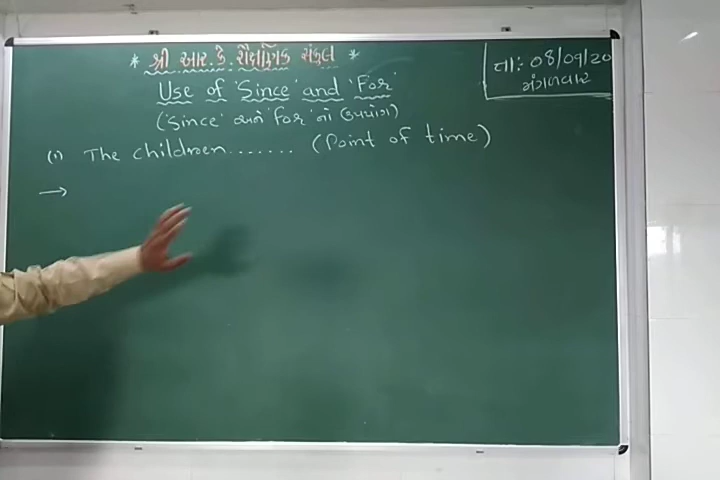 * શ્રી આર. કે. શૈક્ષણિક સંકુલ *
તા: 08/09/20
મંગળવાર
Use of 'Since' and 'For'
('Since' અને 'For' નો ઉપયોગ)
(1) The children....... (Point of time)
→